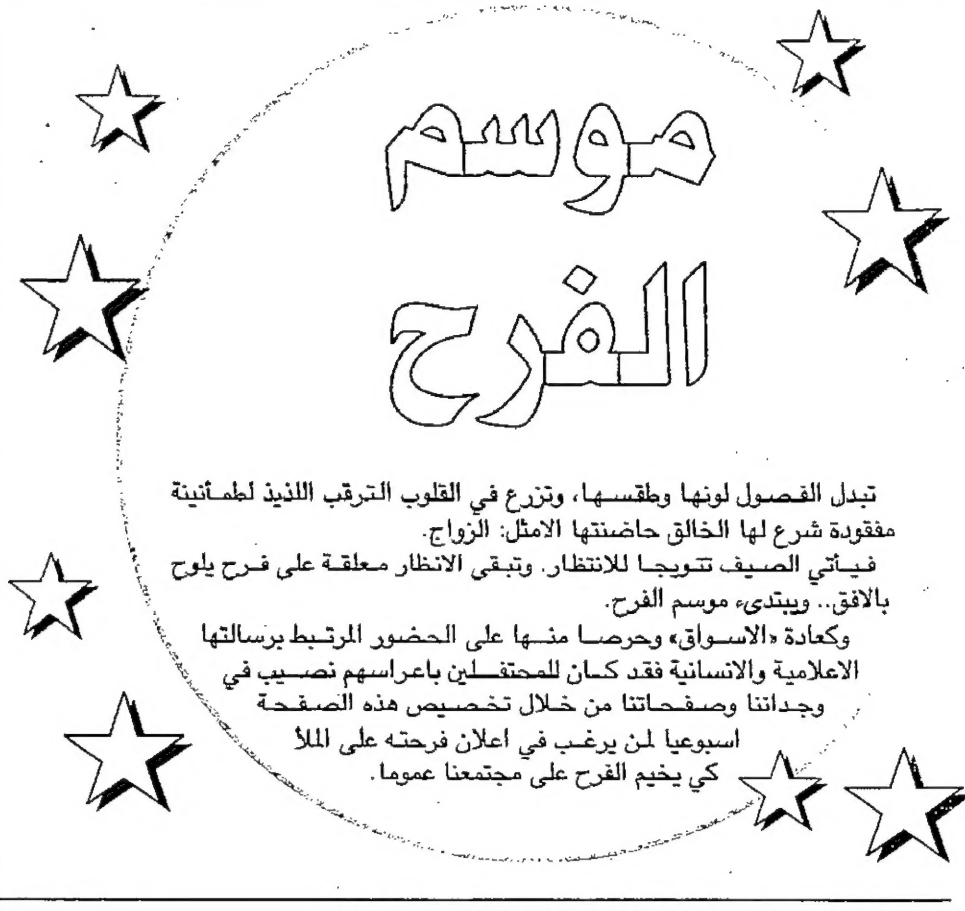 موسم
الفرح
تبدل الفصول لونها وطقسها، وتزرع في القلوب الترقب اللذيذ لطمأنينة
مفقودة شرع لها الخالق حاضنتها الامثل: الزواج.
فيأتي الصيف تتويجا للانتظار. وتبقى الانظار معلقة على فرح يلوح
بالافق.. ويبتدىء موسم الفرح.
وكعادة «الاسواق» وحرصا منها على الحضور المرتبط برسالتها
الاعلامية والانسانية فقد كان للمحتفلين باعراسهم نصيب في
وجداننا وصفحاتنا من خلال تخصيص هذه الصفحة
اسبوعيا لمن يرغب في اعلان فرحته على الملأ
كي يخيم الفرح على مجتمعنا عموما.